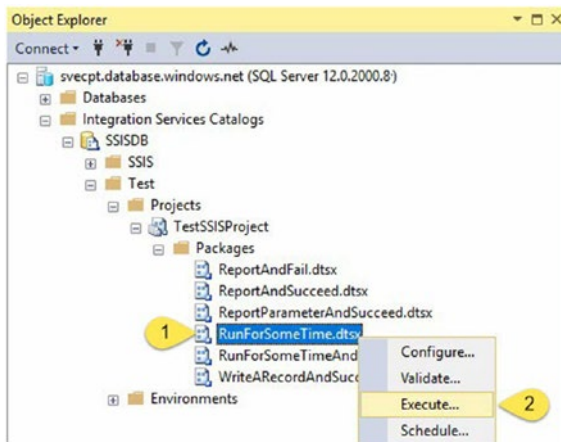 Object Explorer
Connect
svecpt.database.windows.net (SQL Server 12.0.2000.8)
Databases
Integration Services Catalogs
SSISDB
SSIS
Test
Projects
TestSSISProject
Packages
ReportAndFail.dtsx
ReportAndSucceed.dtsx
ReportParameterAndSucceed.dtsx
1 RunForSomeTime.dtsx
RunForSomeTimeAnd
Configure...
WriteARecordAndSucc
Validate...
Environments
Execute... 2
Schedule...